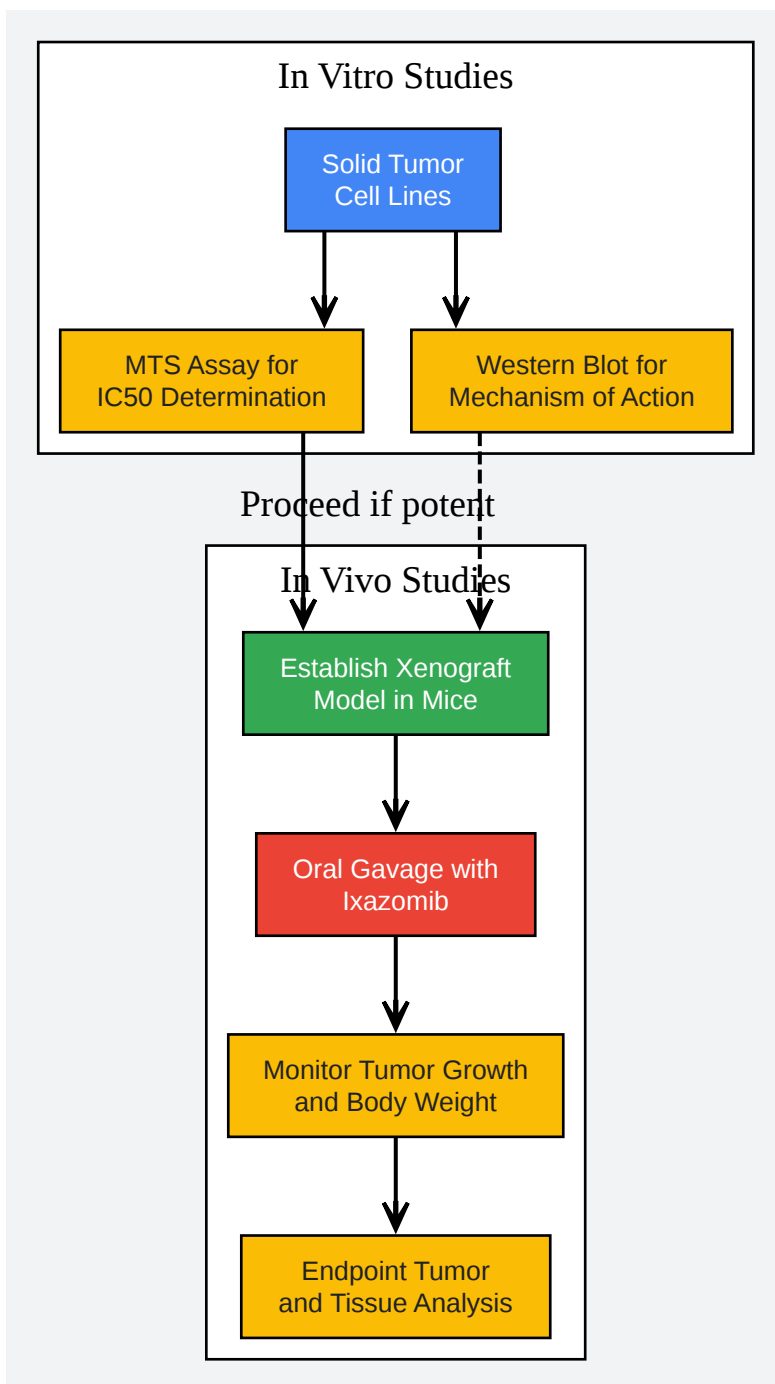 In Vitro Studies
Solid Tumor
Cell Lines
MTS Assay for
IC50 Determination
Western Blot for
Mechanism of Action
Proceed if potent
In Vivo Studies
Establish Xenograft
Model in Mice
Oral Gavage with
Ixazomib
Monitor Tumor Growth
and Body Weight
Endpoint Tumor
and Tissue Analysis